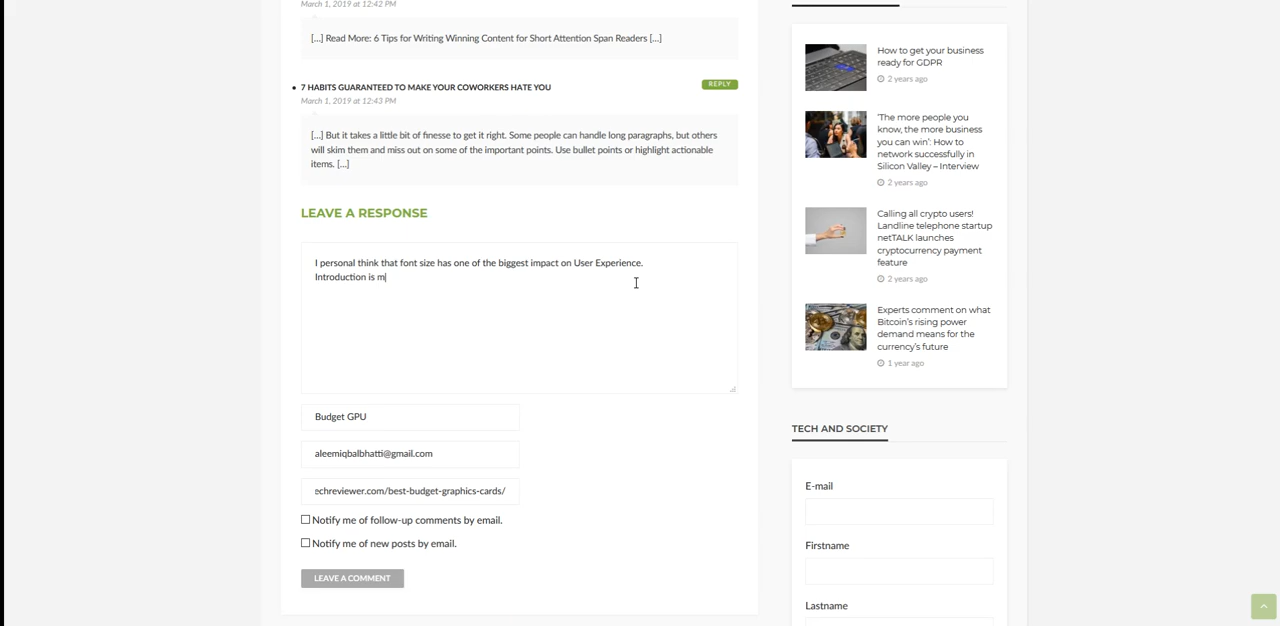 March 1, 2019 at 12:42 PM
[...] Read More: 6 Tips for Writing Winning Content for Short Attention Span Readers [...]
7 HABITS GUARANTEED TO MAKE YOUR COWORKERS HATE YOU
REPLY
March 1, 2019 at 12:43 PM
[...] But it takes a little bit of finesse to get it right. Some people can handle long paragraphs, but others
will skim them and miss out on some of the important points. Use bullet points or highlight actionable
items. [...]
LEAVE A RESPONSE
I personal think that font size has one of the biggest impact on User Experience.
Introduction is m
Budget GPU
aleemiqbalbhatti@gmail.com
echreviewer.com/best-budget-graphics-cards/
Notify me of follow-up comments by email.
Notify me of new posts by email.
LEAVE A COMMENT
How to get your business
ready for GDPR
2 years ago
'The more people you
know, the more business
you can win': How to
network successfully in
Silicon Valley – Interview
2 years ago
Calling all crypto users!
Landline telephone startup
netTALK launches
cryptocurrency payment
feature
2 years ago
Experts comment on what
Bitcoin's rising power
demand means for the
currency's future
1 year ago
TECH AND SOCIETY
E-mail
Firstname
Lastname